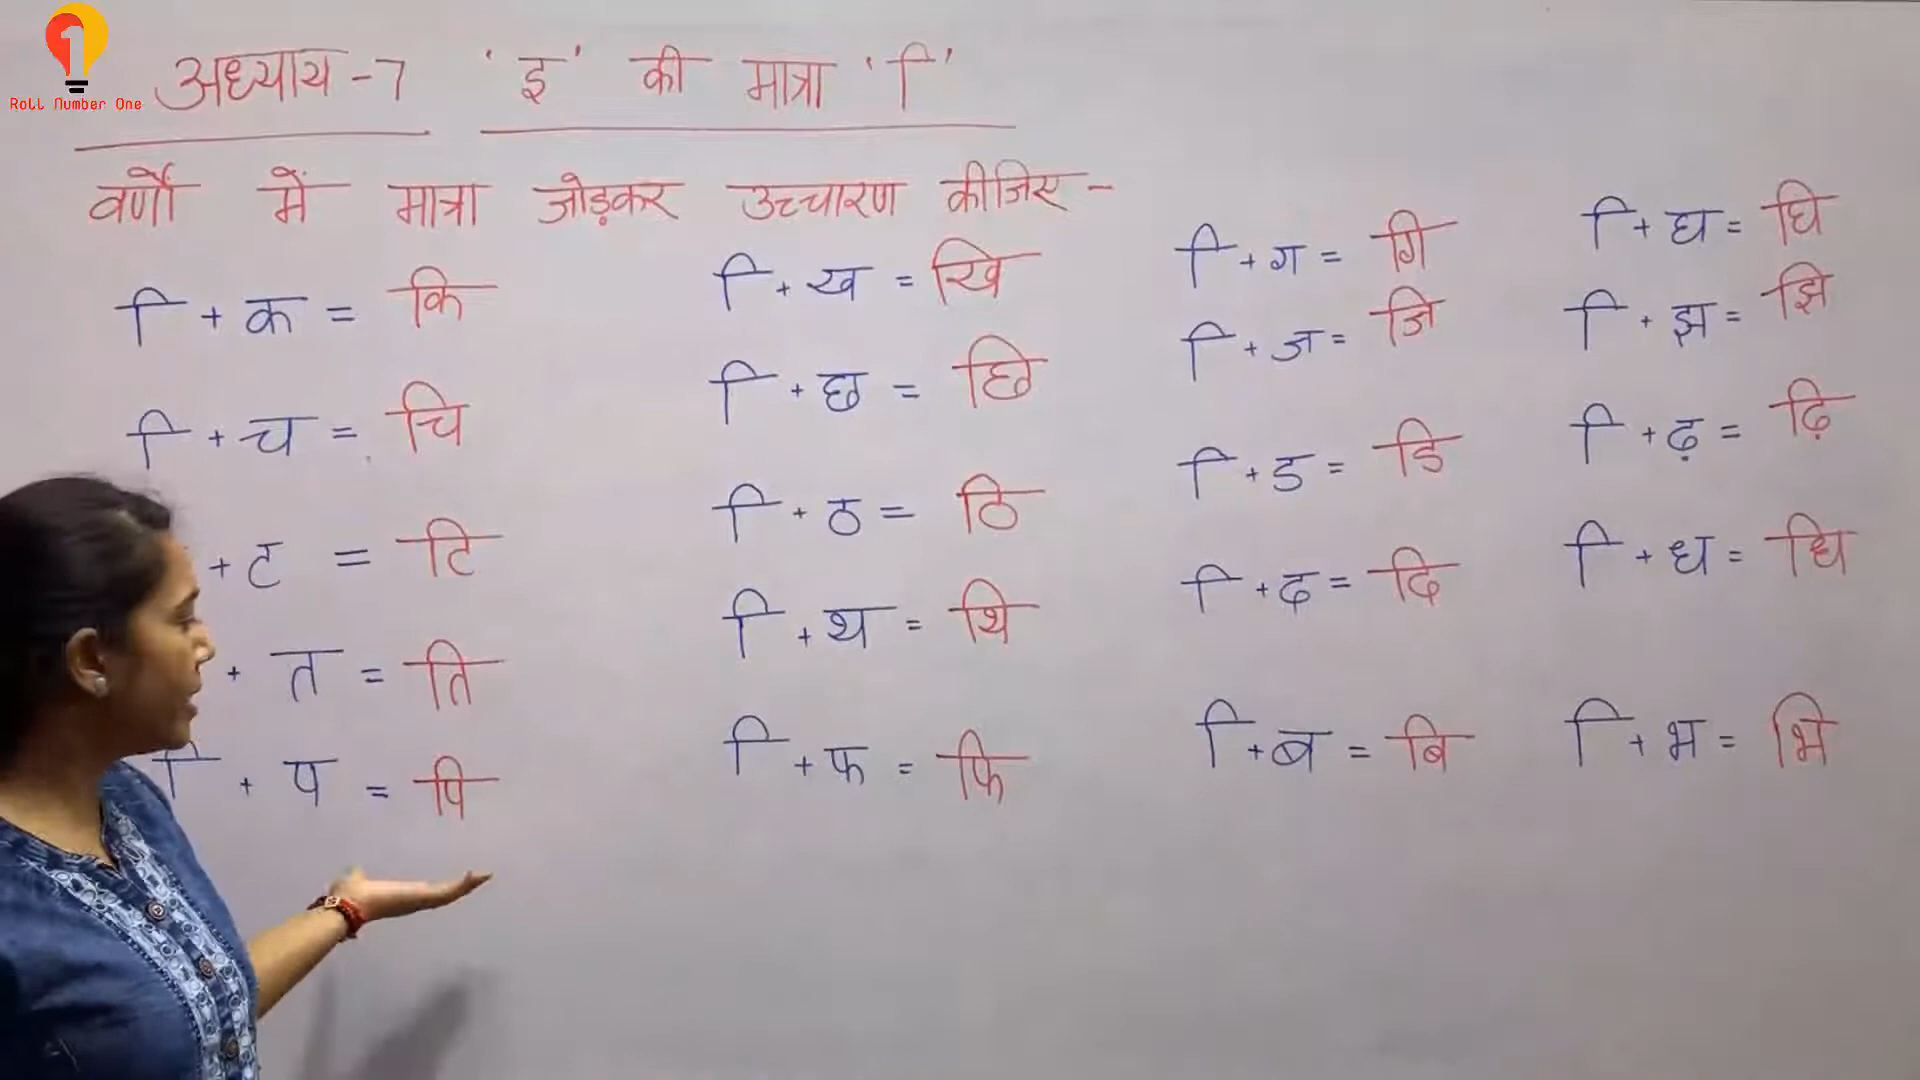 Roll Number One
अध्याय - 7 'इ' की मात्रा 'ि'
वर्णों में मात्रा जोड़कर उच्चारण कीजिए -
ि + क = कि
ि + ख = खि
ि + ग = गि
ि + घ = घि
ि + च = चि
ि + छ = छि
ि + ज = जि
ि + झ = झि
+ ट = टि
ि + ठ = ठि
ि + ड = डि
ि + ढ़ = ढ़ि
+ त = ति
ि + थ = थि
ि + द = दि
ि + ध = धि
ि + प = पि
ि + फ = फि
ि + ब = बि
ि + भ = भि